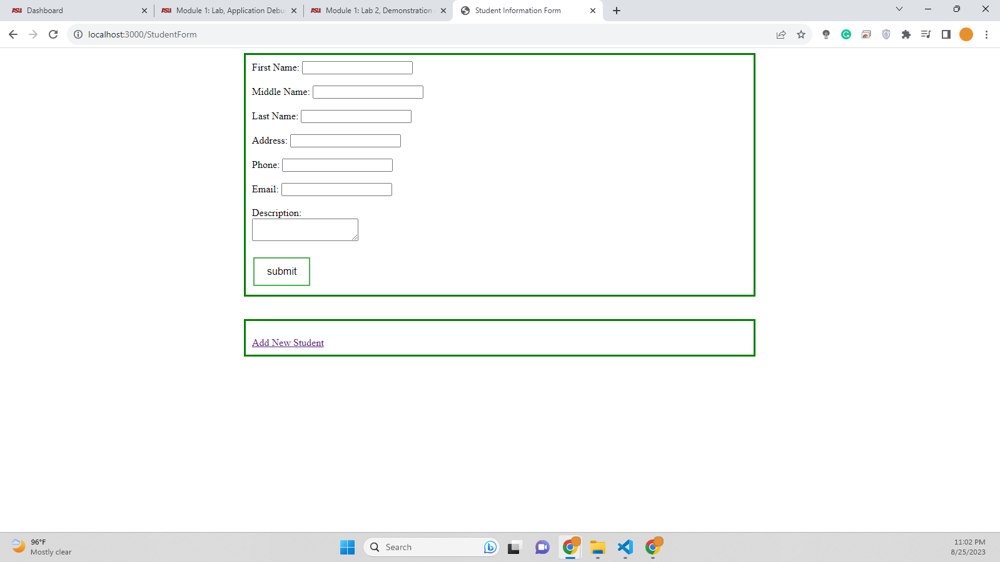 ASU Dashboard
ASU Module 1: Lab, Application Debu
ASU Module 1: Lab 2, Demonstration
Student Information Form
localhost:3000/StudentForm
First Name:
Middle Name:
Last Name:
Address:
Phone:
Email:
Description:
submit
Add New Student
96°F
Mostly clear
Search
11:02 PM
8/25/2023